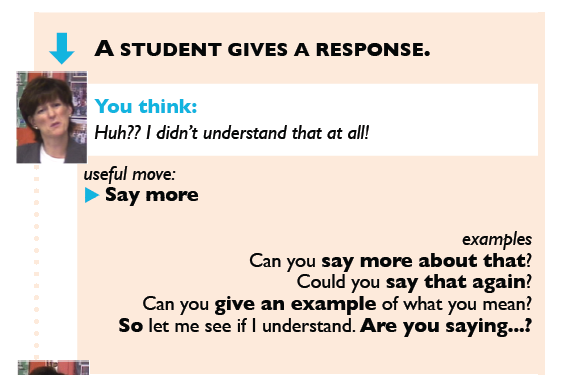 A STUDENT GIVES A RESPONSE.
You think:
Huh?? I didn't understand that at all!
useful move:
Say more
examples
Can you say more about that?
Could you say that again?
Can you give an example of what you mean?
So let me see if I understand. Are you saying...?